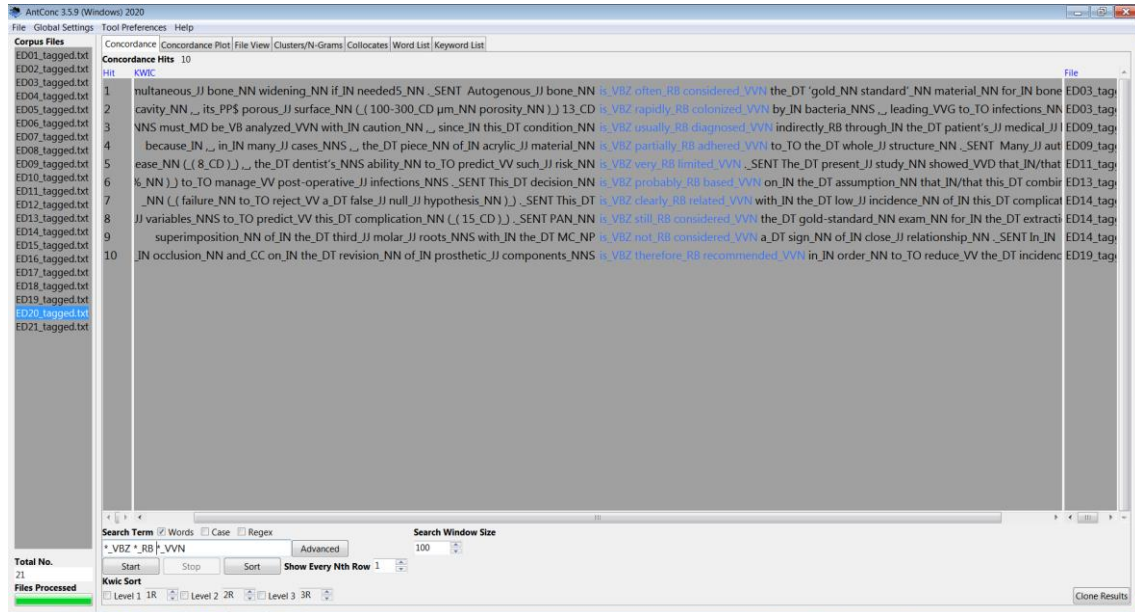 AntConc 3.5.9 (Windows) 2020
File Global Settings Tool Preferences Help
Corpus Files
ED01_tagged.txt
ED02_tagged.txt
ED03_tagged.txt
ED04_tagged.txt
ED05_tagged.txt
ED06_tagged.txt
ED07_tagged.txt
ED08_tagged.txt
ED09_tagged.txt
ED10_tagged.txt
ED11_tagged.txt
ED12_tagged.txt
ED13_tagged.txt
ED14_tagged.txt
ED15_tagged.txt
ED16_tagged.txt
ED17_tagged.txt
ED18_tagged.txt
ED19_tagged.txt
ED20_tagged.txt
ED21_tagged.txt
Total No.
21
Files Processed
Concordance Concordance Plot File View Clusters/N-Grams Collocates Word List Keyword List
Concordance Hits 10
Hit KWIC File
1 nultaneous_JJ bone_NN widening_NN if_IN needed5_NN ._SENT Autogenous_JJ bone_NN is_VBZ often_RB considered_VVN the_DT ‘gold_NN standard’_NN material_NN for_IN bone ED03_tag
2 cavity_NN ,_, its_PP$ porous_JJ surface_NN (_( 100-300_CD µm_NN porosity_NN )_) 13_CD is_VBZ rapidly_RB colonized_VVN by_IN bacteria_NNS ,_, leading_VVG to_TO infections_NN ED03_tag
3 NNS must_MD be_VB analyzed_VVN with_IN caution_NN ,_, since_IN this_DT condition_NN is_VBZ usually_RB diagnosed_VVN indirectly_RB through_IN the_DT patient’s_JJ medical_JJ ED09_tag
4 because_IN ,_, in_IN many_JJ cases_NNS ,_, the_DT piece_NN of_IN acrylic_JJ material_NN is_VBZ partially_RB adhered_VVN to_TO the_DT whole_JJ structure_NN ._SENT Many_JJ aut ED09_tag
5 ease_NN (_( 8_CD )_) ,_, the_DT dentist’s_NNS ability_NN to_TO predict_VV such_JJ risk_NN is_VBZ very_RB limited_VVN ._SENT The_DT present_JJ study_NN showed_VVD that_IN/that ED11_tag
6 %_NN )_) to_TO manage_VV post-operative_JJ infections_NNS ._SENT This_DT decision_NN is_VBZ probably_RB based_VVN on_IN the_DT assumption_NN that_IN/that this_DT combir ED13_tag
7 _NN (_( failure_NN to_TO reject_VV a_DT false_JJ null_JJ hypothesis_NN )_) ._SENT This_DT is_VBZ clearly_RB related_VVN with_IN the_DT low_JJ incidence_NN of_IN this_DT complicat ED14_tag
8 JJ variables_NNS to_TO predict_VV this_DT complication_NN (_( 15_CD )_) ._SENT PAN_NN is_VBZ still_RB considered_VVN the_DT gold-standard_NN exam_NN for_IN the_DT extracti ED14_tag
9 superimposition_NN of_IN the_DT third_JJ molar_JJ roots_NNS with_IN the_DT MC_NP is_VBZ not_RB considered_VVN a_DT sign_NN of_IN close_JJ relationship_NN ._SENT In_IN ED14_tag
10 _IN occlusion_NN and_CC on_IN the_DT revision_NN of_IN prosthetic_JJ components_NNS is_VBZ therefore_RB recommended_VVN in_IN order_NN to_TO reduce_VV the_DT incidenc ED19_tag
Search Term Words Case Regex Search Window Size
*_VBZ *_RB *_VVN Advanced 100
Start Stop Sort Show Every Nth Row 1
Kwic Sort
Level 1 1R Level 2 2R Level 3 3R Clone Results